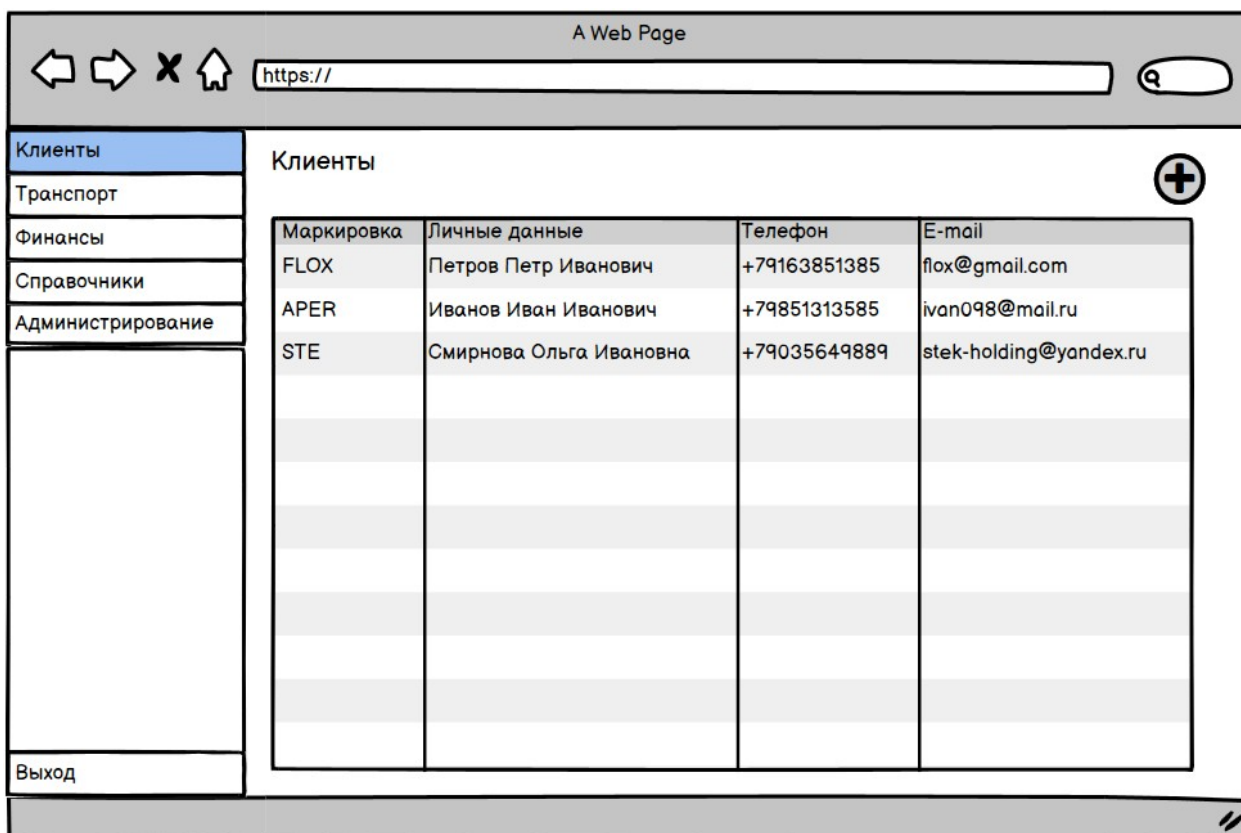 A Web Page
https://
Клиенты
Транспорт
Финансы
Справочники
Администрирование
Выход
Клиенты
Маркировка Личные данные Телефон E-mail
FLOX Петров Петр Иванович +79163851385 flox@gmail.com
APER Иванов Иван Иванович +79851313585 ivan098@mail.ru
STE Смирнова Ольга Ивановна +79035649889 stek-holding@yandex.ru